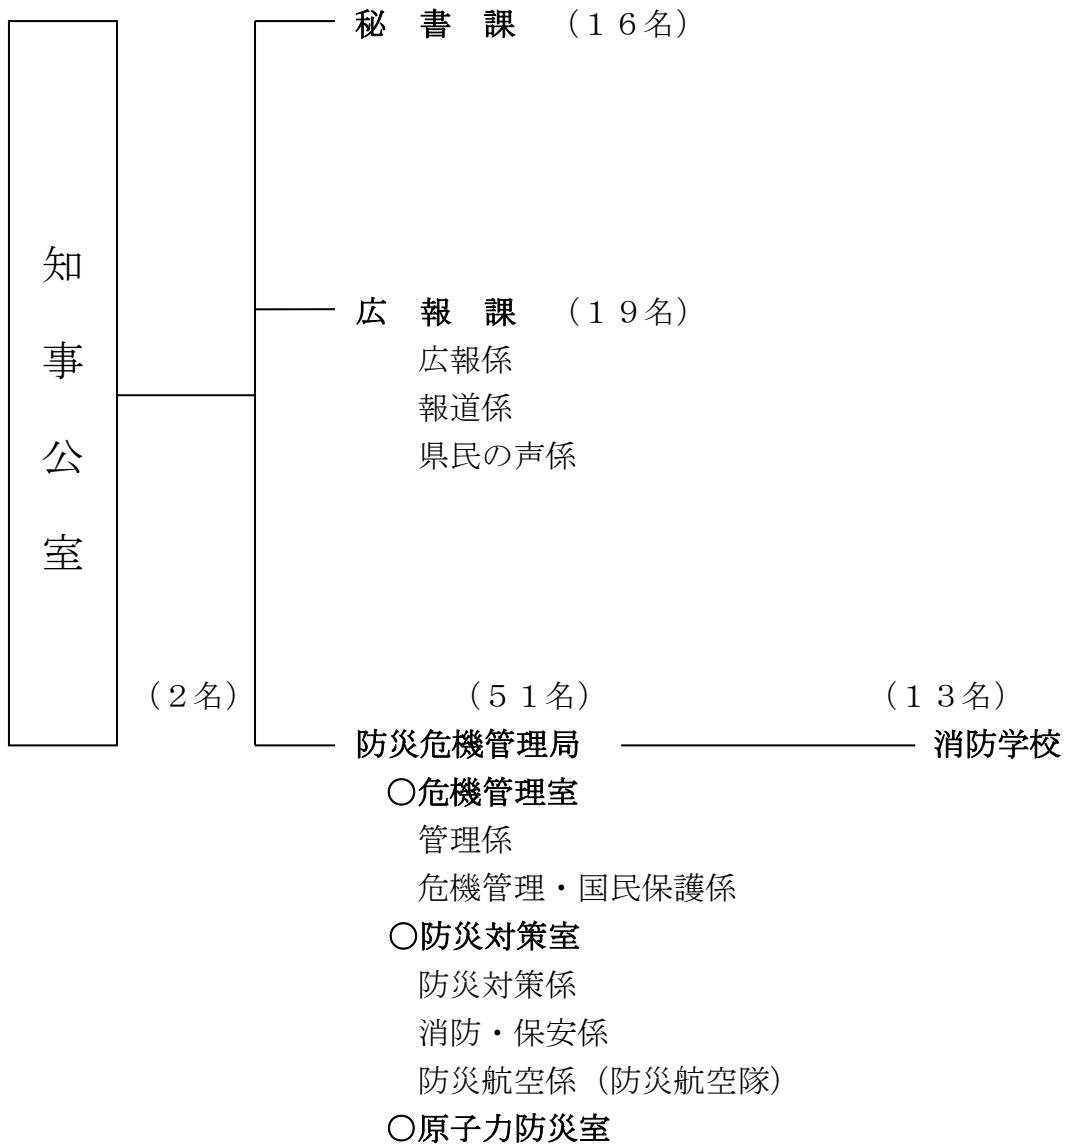 秘　書　課　（１６名）
知事公室
広　報　課　（１９名）
広報係
報道係
県民の声係
（２名）　（５１名）　（１３名）
防災危機管理局　消防学校
○危機管理室
管理係
危機管理・国民保護係
○防災対策室
防災対策係
消防・保安係
防災航空係（防災航空隊）
○原子力防災室